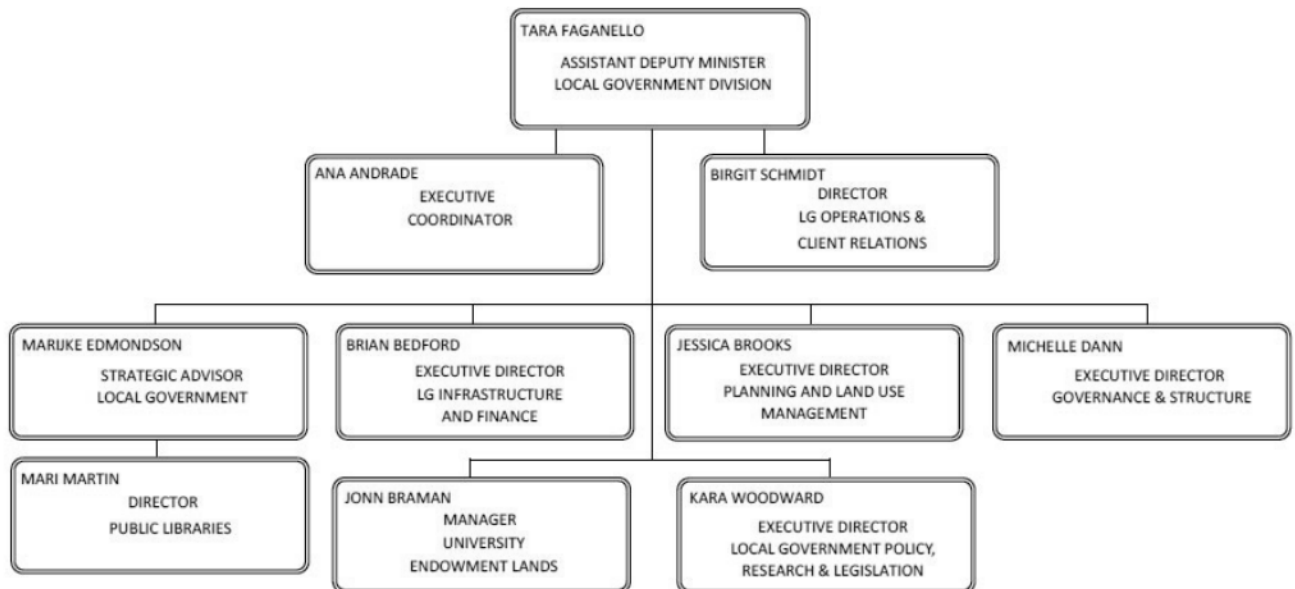 TARA FAGANELLO
ASSISTANT DEPUTY MINISTER
LOCAL GOVERNMENT DIVISION
ANA ANDRADE
EXECUTIVE
COORDINATOR
BIRGIT SCHMIDT
DIRECTOR
LG OPERATIONS &
CLIENT RELATIONS
MARIJKE EDMONDSON
STRATEGIC ADVISOR
LOCAL GOVERNMENT
BRIAN BEDFORD
EXECUTIVE DIRECTOR
LG INFRASTRUCTURE
AND FINANCE
JESSICA BROOKS
EXECUTIVE DIRECTOR
PLANNING AND LAND USE
MANAGEMENT
MICHELLE DANN
EXECUTIVE DIRECTOR
GOVERNANCE & STRUCTURE
MARI MARTIN
DIRECTOR
PUBLIC LIBRARIES
JONN BRAMAN
MANAGER
UNIVERSITY
ENDOWMENT LANDS
KARA WOODWARD
EXECUTIVE DIRECTOR
LOCAL GOVERNMENT POLICY,
RESEARCH & LEGISLATION